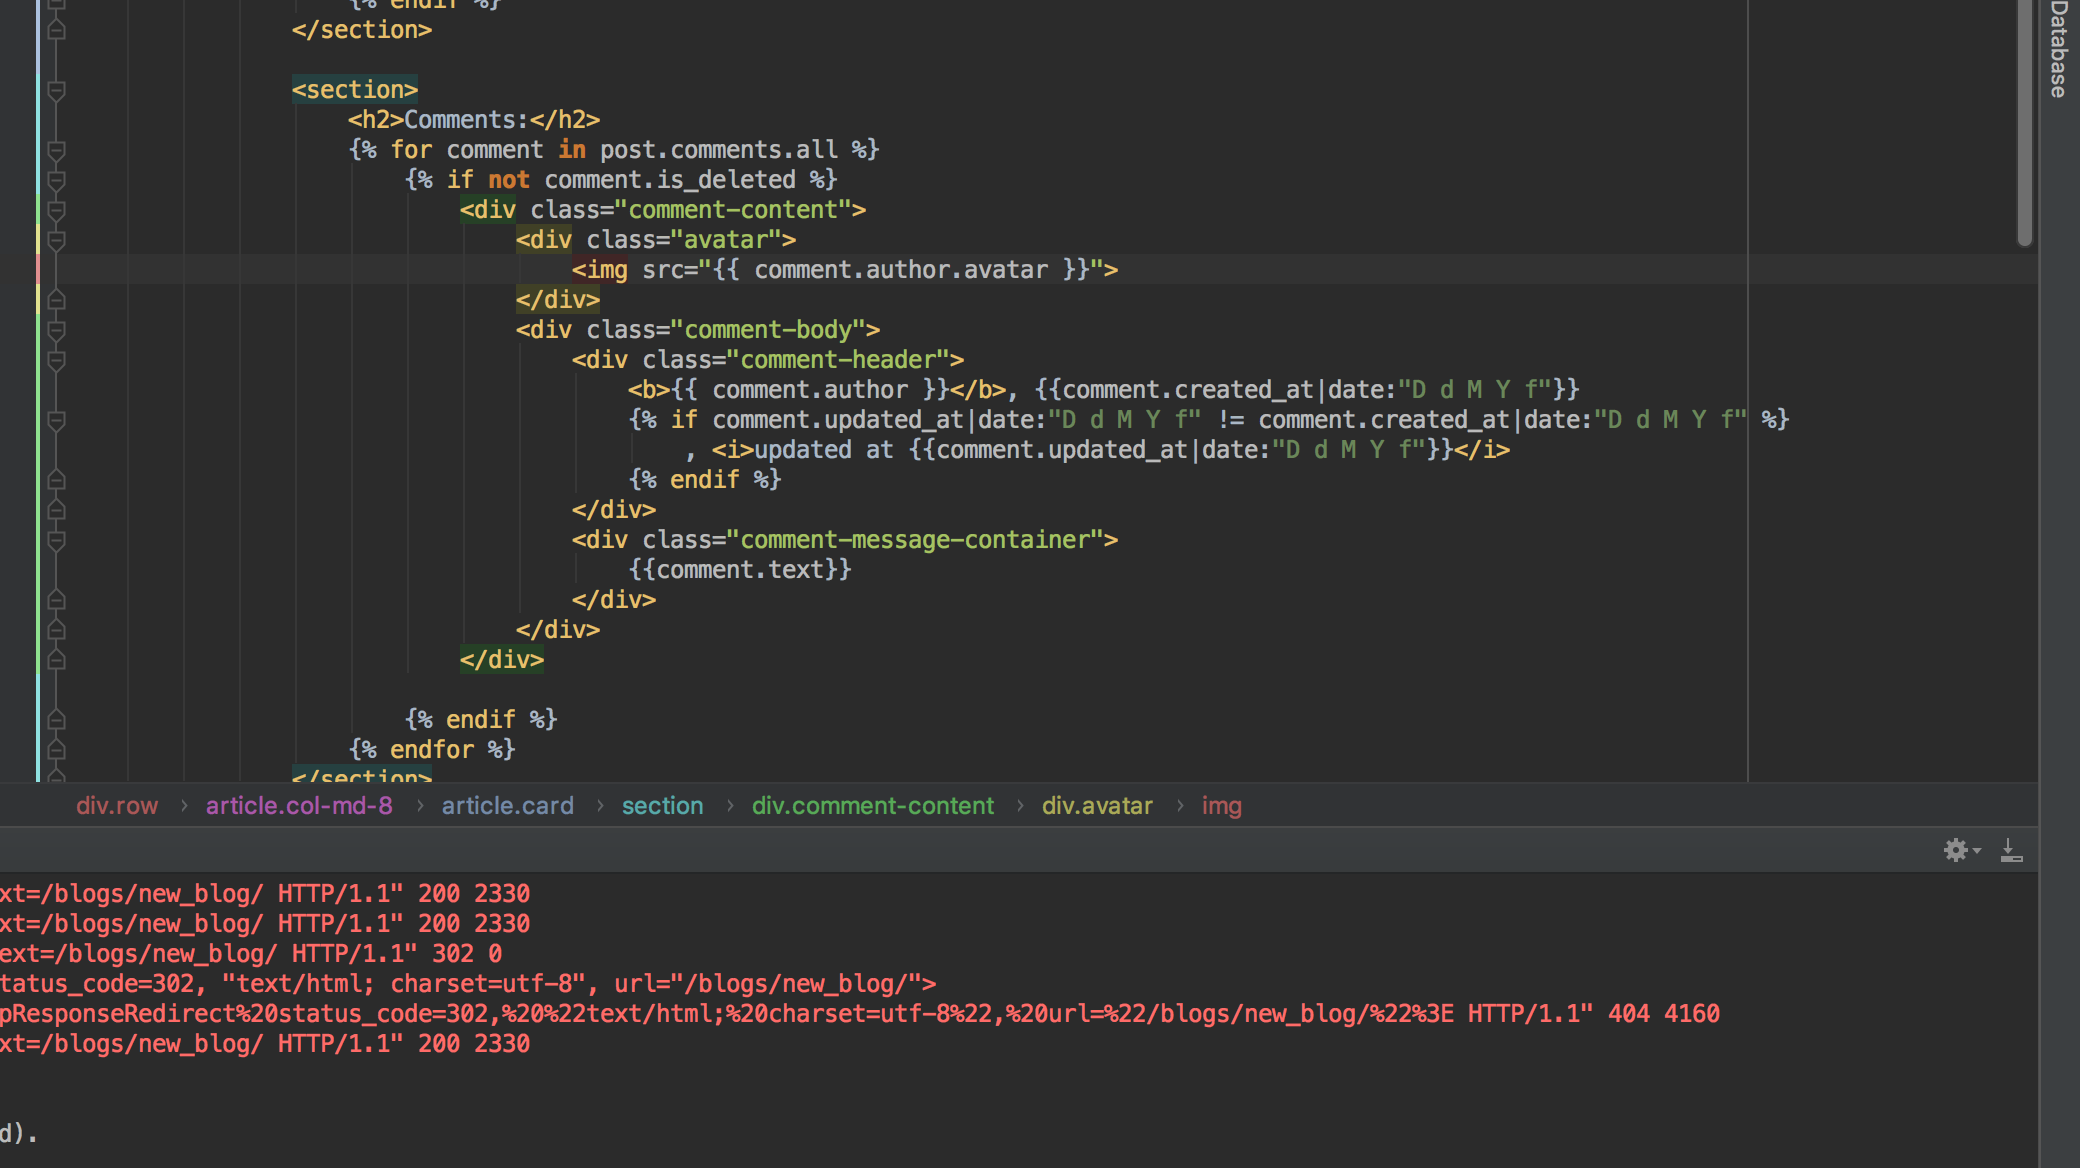 {% endif %}
</section>
<section>
<h2>Comments:</h2>
{% for comment in post.comments.all %}
{% if not comment.is_deleted %}
<div class="comment-content">
<div class="avatar">
<img src="{{ comment.author.avatar }}">
</div>
<div class="comment-body">
<div class="comment-header">
<b>{{ comment.author }}</b>, {{comment.created_at|date:"D d M Y f"}}
{% if comment.updated_at|date:"D d M Y f" != comment.created_at|date:"D d M Y f" %}
, <i>updated at {{comment.updated_at|date:"D d M Y f"}}</i>
{% endif %}
</div>
<div class="comment-message-container">
{{comment.text}}
</div>
</div>
</div>
{% endif %}
{% endfor %}
</section>
div.row › article.col-md-8 › article.card › section › div.comment-content › div.avatar › img
xt=/blogs/new_blog/ HTTP/1.1" 200 2330
xt=/blogs/new_blog/ HTTP/1.1" 200 2330
ext=/blogs/new_blog/ HTTP/1.1" 302 0
tatus_code=302, "text/html; charset=utf-8", url="/blogs/new_blog/">
pResponseRedirect%20status_code=302,%20%22text/html;%20charset=utf-8%22,%20url=%22/blogs/new_blog/%22%3E HTTP/1.1" 404 4160
xt=/blogs/new_blog/ HTTP/1.1" 200 2330
d).
Database